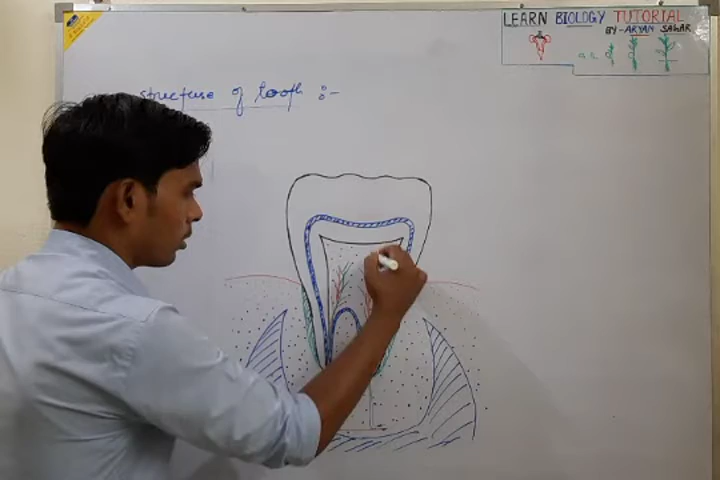 LEARN BIOLOGY TUTORIAL
BY-ARYAN SAGAR
structure of tooth :-